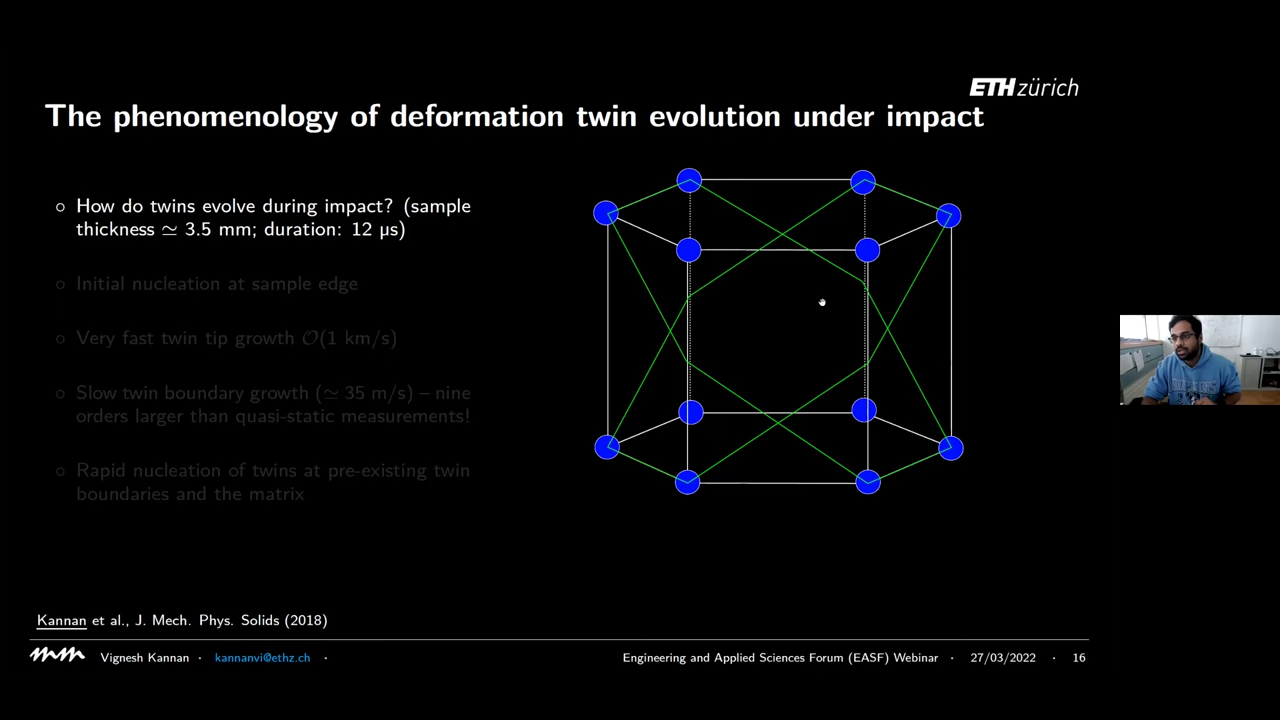 ETH zürich
The phenomenology of deformation twin evolution under impact
How do twins evolve during impact? (sample
thickness ≃ 3.5 mm; duration: 12 µs)
Initial nucleation at sample edge
Very fast twin tip growth 𝒪(1 km/s)
Slow twin boundary growth (≃ 35 m/s) – nine
orders larger than quasi-static measurements!
Rapid nucleation of twins at pre-existing twin
boundaries and the matrix
Kannan et al., J. Mech. Phys. Solids (2018)
Vignesh Kannan · kannanvi@ethz.ch · Engineering and Applied Sciences Forum (EASF) Webinar · 27/03/2022 · 16